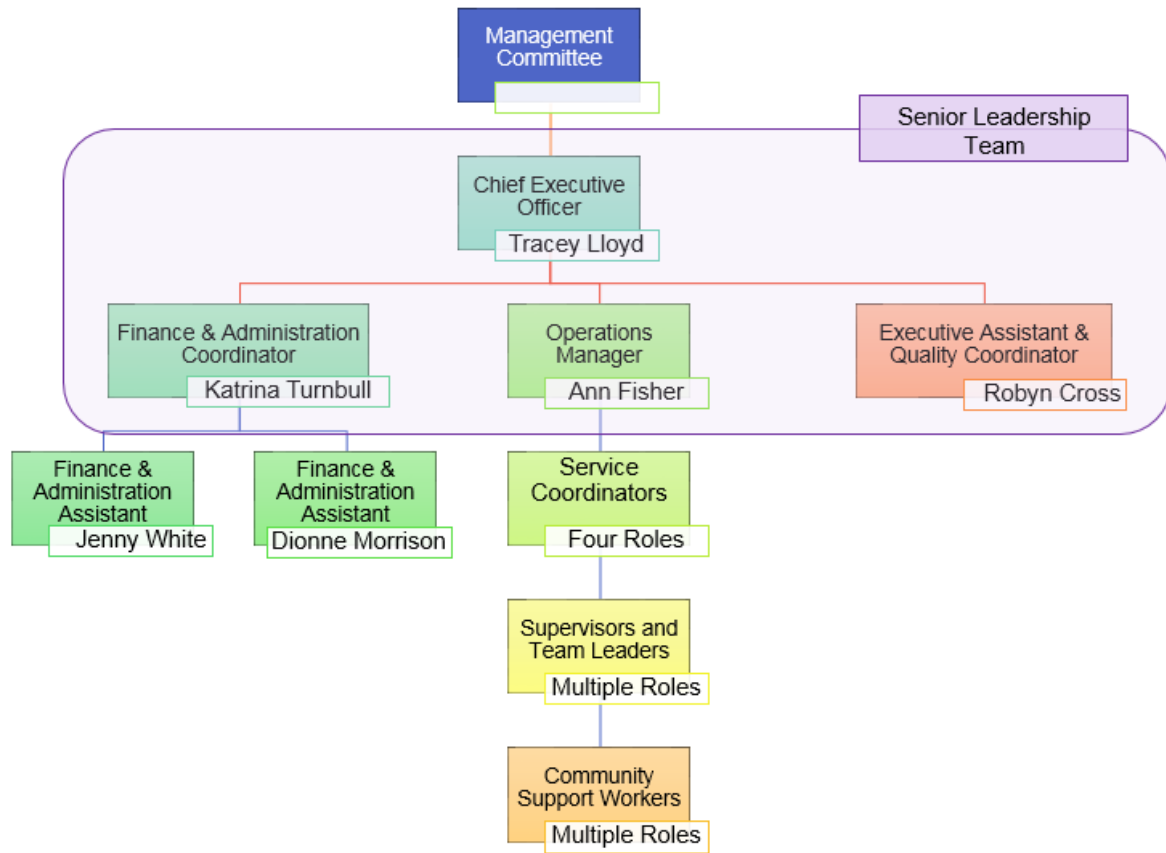 Management
Committee
Senior Leadership
Team
Chief Executive
Officer
Tracey Lloyd
Finance & Administration
Coordinator
Katrina Turnbull
Operations
Manager
Ann Fisher
Executive Assistant &
Quality Coordinator
Robyn Cross
Finance &
Administration
Assistant
Jenny White
Finance &
Administration
Assistant
Dionne Morrison
Service
Coordinators
Four Roles
Supervisors and
Team Leaders
Multiple Roles
Community
Support Workers
Multiple Roles